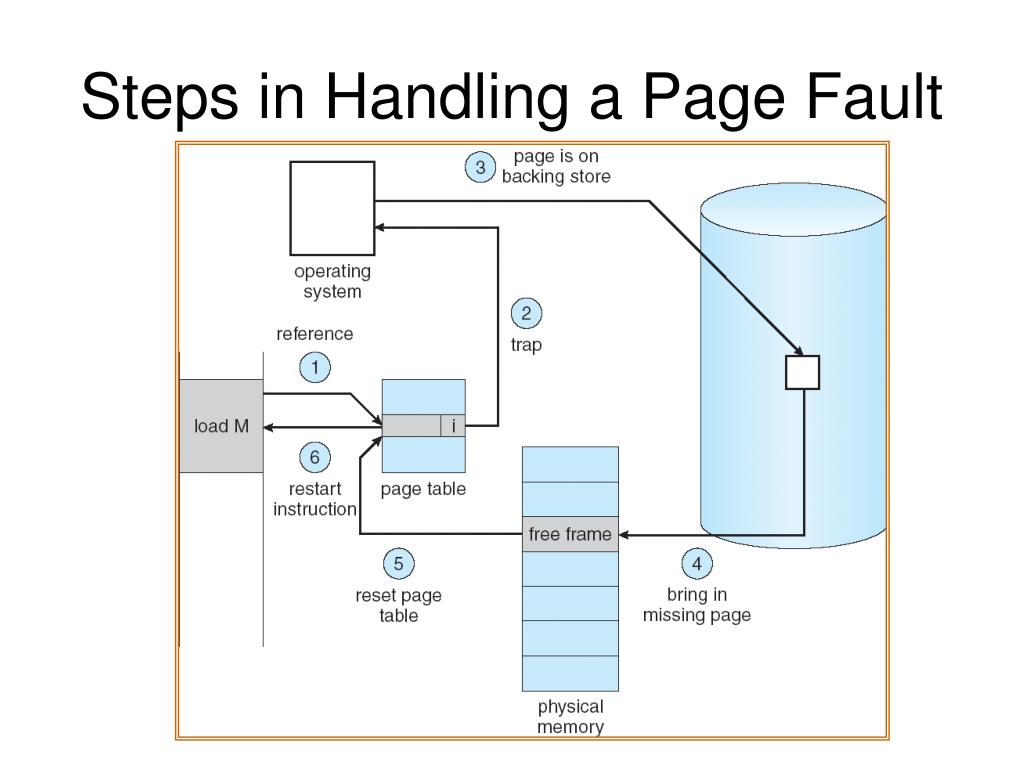 Steps in Handling a Page Fault
3
page is on
backing store
operating
system
2
trap
reference
1
load M
i
6
restart
instruction
page table
free frame
5
reset page
table
4
bring in
missing page
physical
memory